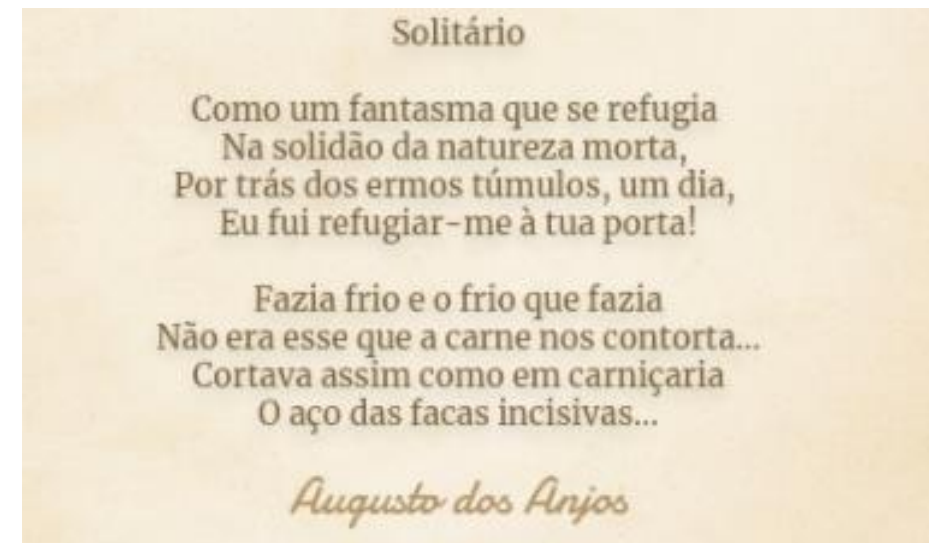 Solitário
Como um fantasma que se refugia
Na solidão da natureza morta,
Por trás dos ermos túmulos, um dia,
Eu fui refugiar-me à tua porta!
Fazia frio e o frio que fazia
Não era esse que a carne nos contorta...
Cortava assim como em carniçaria
O aço das facas incisivas...
Augusto dos Anjos